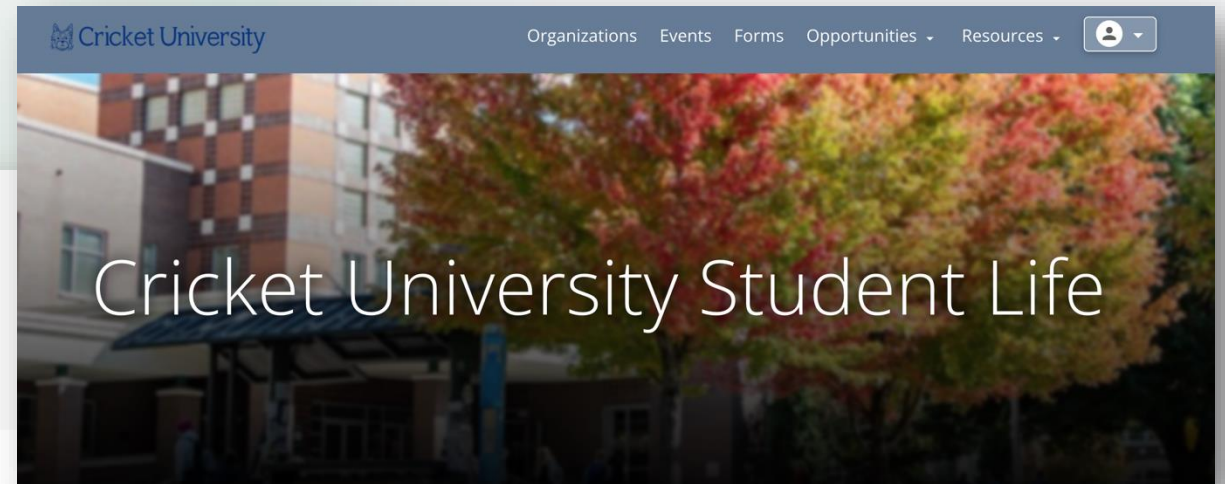 Cricket University
Organizations Events Forms Opportunities Resources
Cricket University Student Life